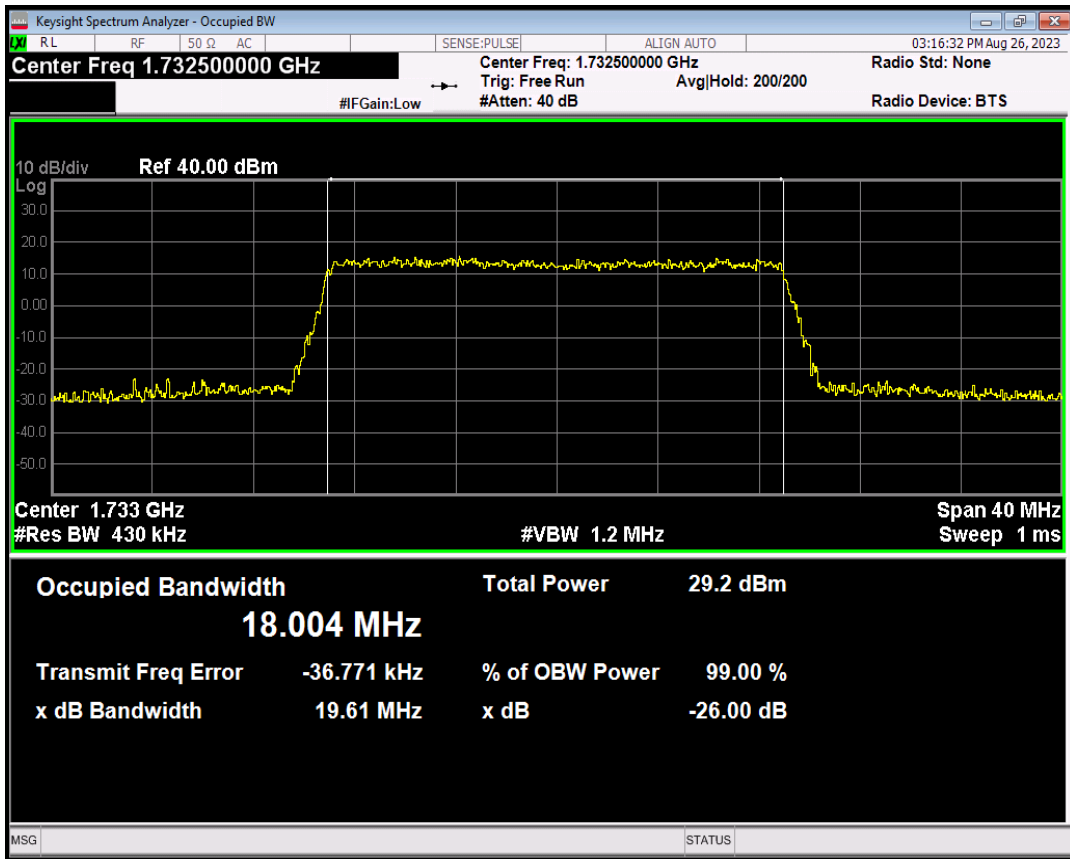 Keysight Spectrum Analyzer - Occupied BW
LXI RL RF 50 Ω AC SENSE:PULSE ALIGN AUTO 03:16:32 PM Aug 26, 2023
Center Freq 1.732500000 GHz Center Freq: 1.732500000 GHz Radio Std: None
Trig: Free Run Avg|Hold: 200/200
#IFGain:Low #Atten: 40 dB Radio Device: BTS
10 dB/div Ref 40.00 dBm
Log
30.0
20.0
10.0
0.00
-10.0
-20.0
-30.0
-40.0
-50.0
Center 1.733 GHz Span 40 MHz
#Res BW 430 kHz #VBW 1.2 MHz Sweep 1 ms
Occupied Bandwidth Total Power 29.2 dBm
18.004 MHz
Transmit Freq Error -36.771 kHz % of OBW Power 99.00 %
x dB Bandwidth 19.61 MHz x dB -26.00 dB
MSG STATUS